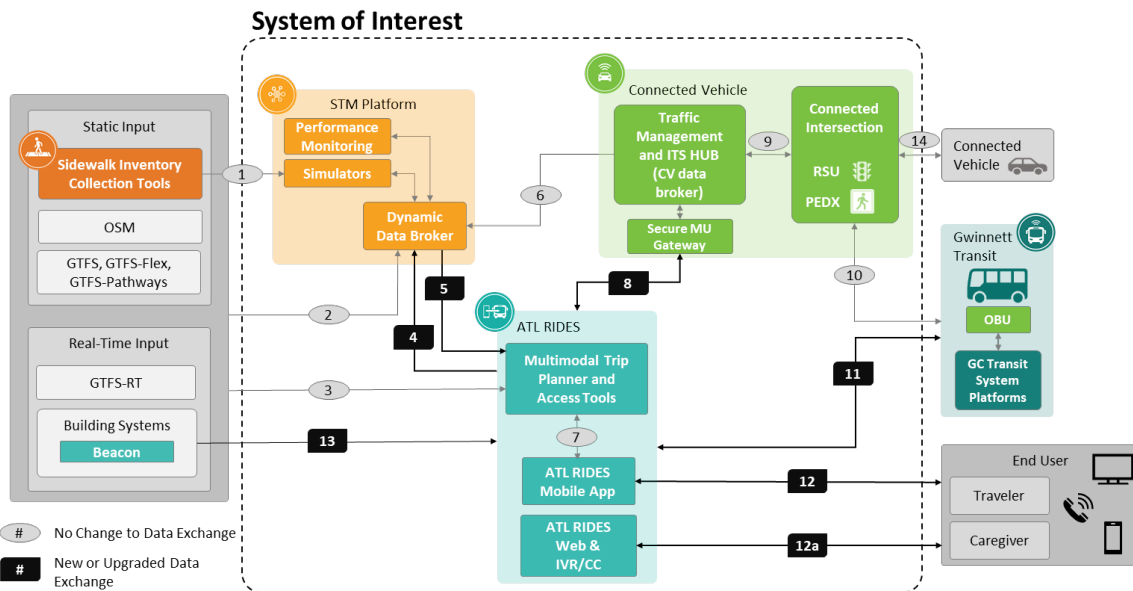 System of Interest
Static Input
Sidewalk Inventory
Collection Tools
OSM
GTFS, GTFS-Flex,
GTFS-Pathways
Real-Time Input
GTFS-RT
Building Systems
Beacon
#
No Change to Data Exchange
#
New or Upgraded Data
Exchange
STM Platform
Performance
Monitoring
Simulators
Dynamic
Data Broker
1
2
3
4
5
6
Connected Vehicle
Traffic
Management
and ITS HUB
(CV data
broker)
Secure MU
Gateway
9
Connected
Intersection
RSU
PEDX
14
Connected
Vehicle
8
10
Gwinnett
Transit
OBU
GC Transit
System
Platforms
ATL RIDES
Multimodal Trip
Planner and
Access Tools
7
ATL RIDES
Mobile App
ATL RIDES
Web &
IVR/CC
11
13
12
12a
End User
Traveler
Caregiver